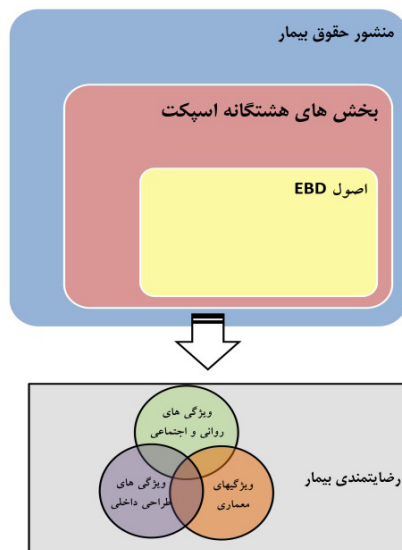 منشور حقوق بیمار
بخش های هشتگانه اسپکت
اصول EBD
ویژگی های
روانی و اجتماعی
ویژگی های
طراحی داخلی
ویژگیهای
معماری
رضایتمندی بیمار